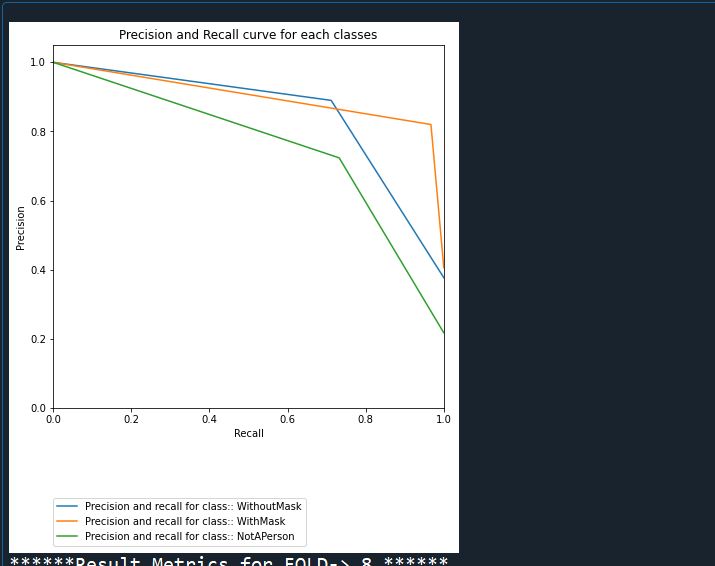 Precision and Recall curve for each classes
1.0
0.8
0.6
0.4
0.2
0.0
Precision
0.0 0.2 0.4 0.6 0.8 1.0
Recall
Precision and recall for class:: WithoutMask
Precision and recall for class:: WithMask
Precision and recall for class:: NotAPerson
******Result Metrics for FOLD-> 8 ******